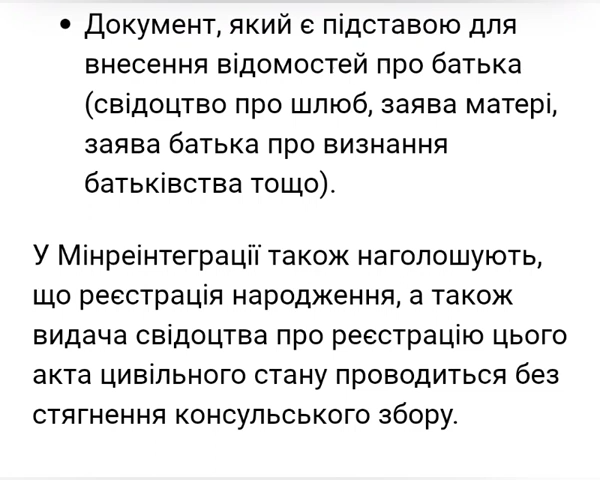 • Документ, який є підставою для
внесення відомостей про батька
(свідоцтво про шлюб, заява матері,
заява батька про визнання
батьківства тощо).
У Мінреінтеграції також наголошують,
що реєстрація народження, а також
видача свідоцтва про реєстрацію цього
акта цивільного стану проводиться без
стягнення консульського збору.